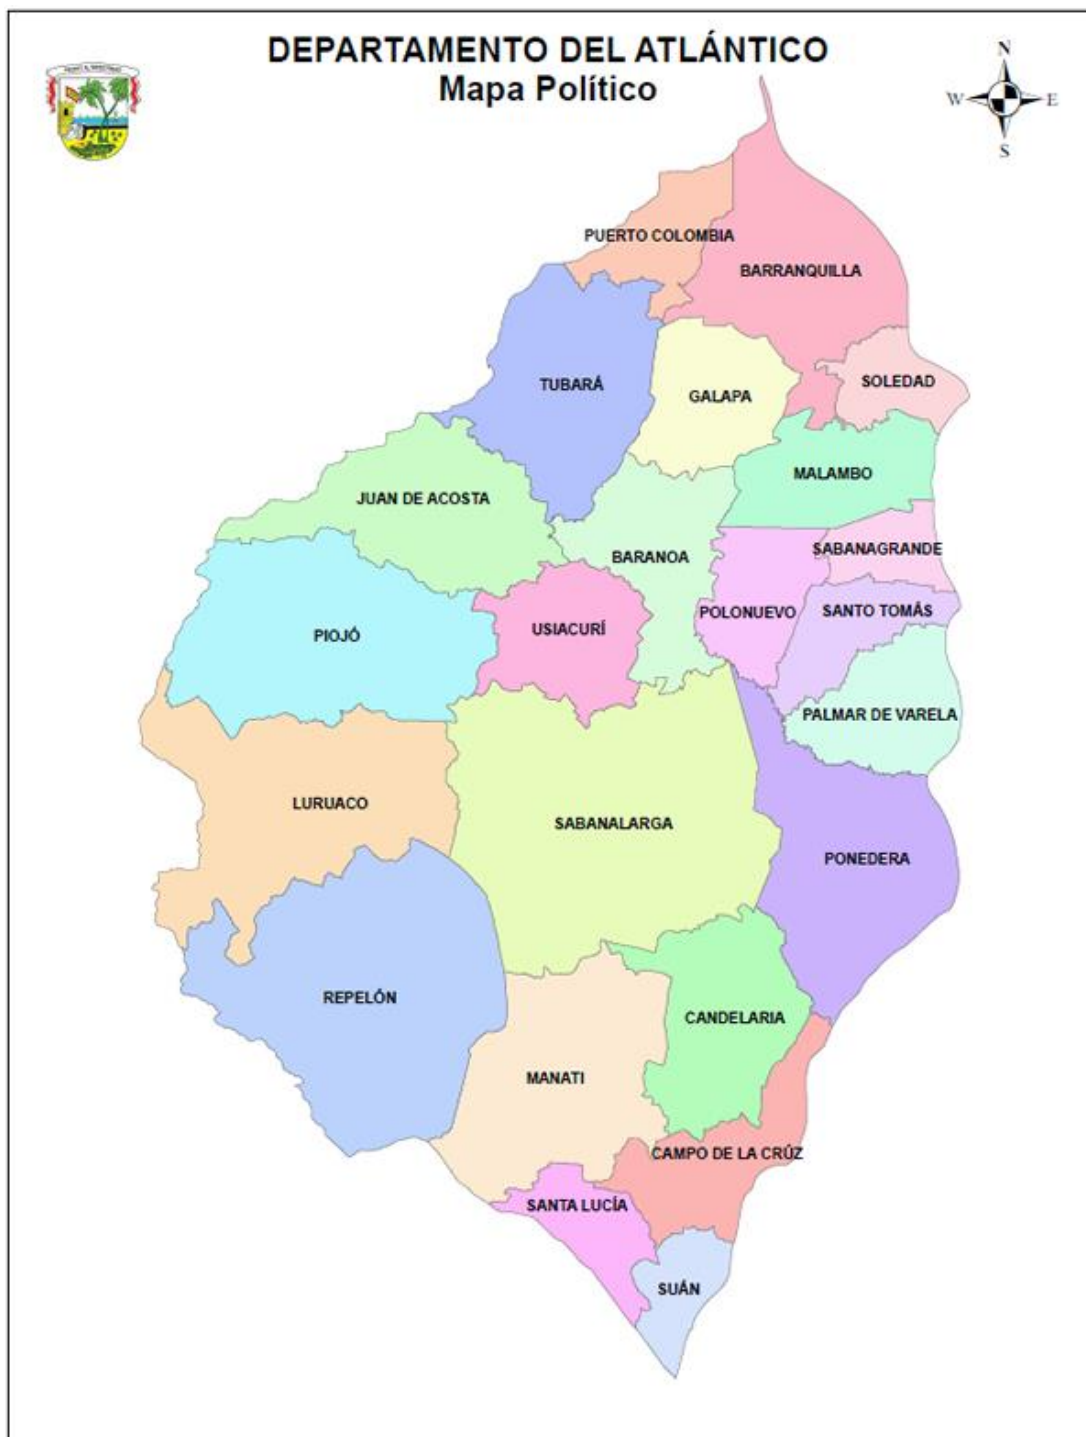 DEPARTAMENTO DEL ATLÁNTICO
Mapa Político
N
W
E
S
PUERTO COLOMBIA
BARRANQUILLA
SOLEDAD
TUBARÁ
GALAPA
MALAMBO
JUAN DE ACOSTA
SABANAGRANDE
BARANOA
POLONUEVO
SANTO TOMÁS
USIACURÍ
PIOJÓ
PALMAR DE VARELA
LURUACO
SABANALARGA
PONEDERA
REPELÓN
CANDELARIA
MANATI
CAMPO DE LA CRÛZ
SANTA LUCÍA
SUÁN